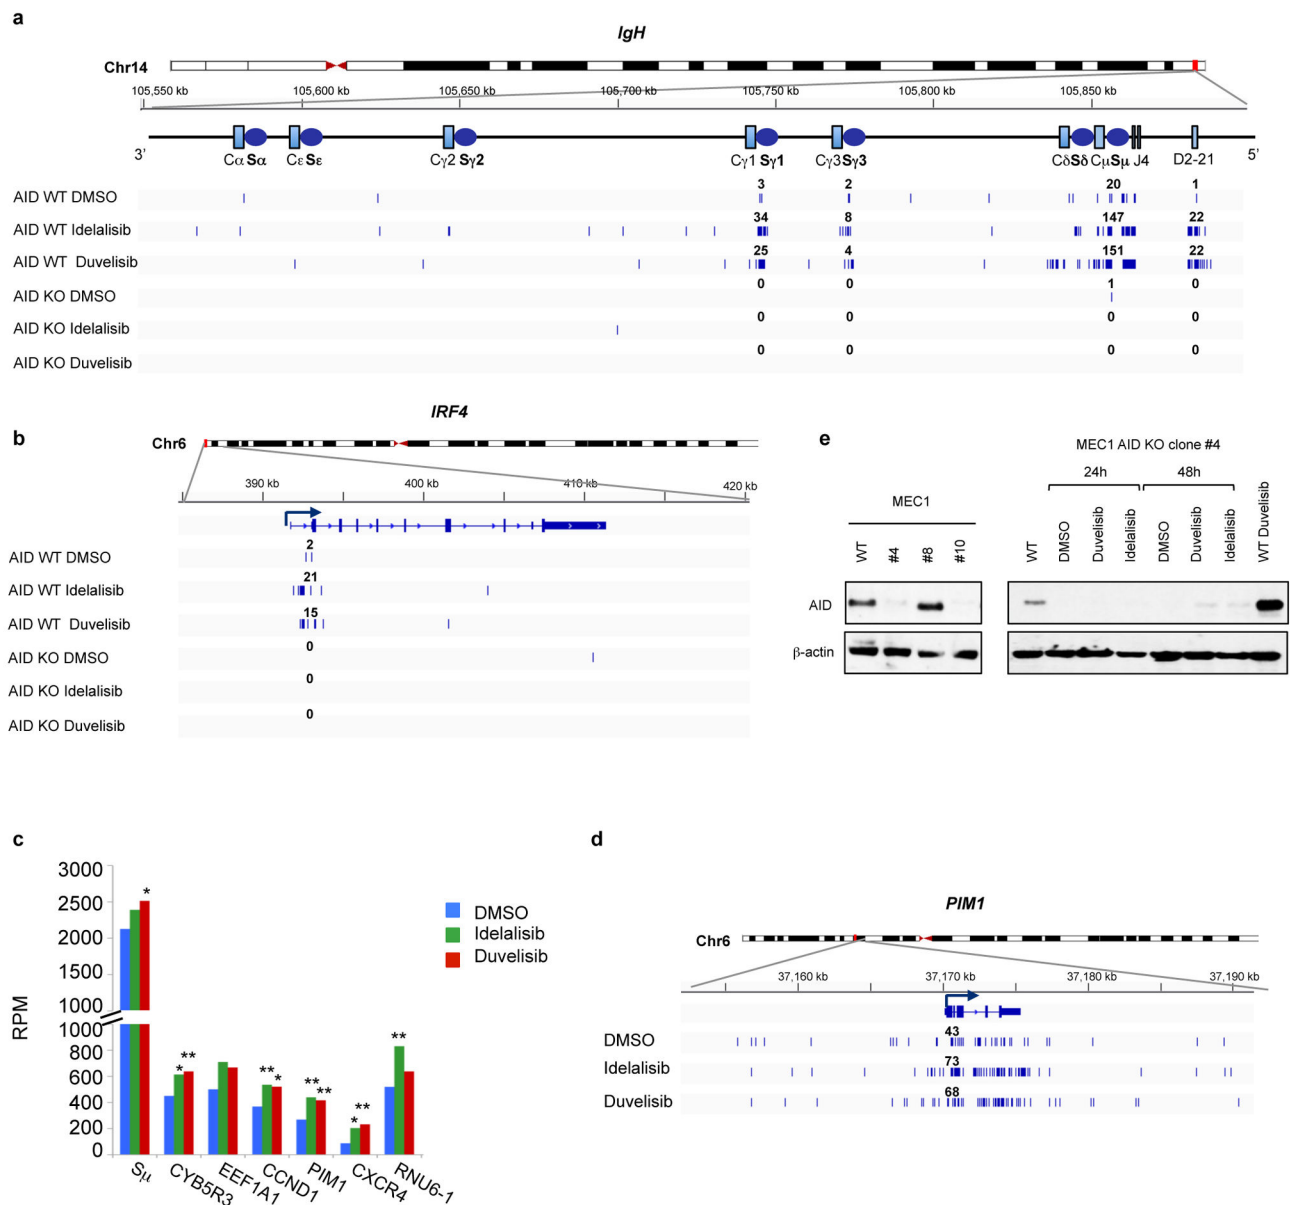 a
IgH
Chr14
105,550 kb 105,600 kb 105,650 kb 105,700 kb 105,750 kb 105,800 kb 105,850 kb
3’ 5’
Cα Sα Cε Sε Cγ2 Sγ2 Cγ1 Sγ1 Cγ3 Sγ3 Cδ Sδ Cμ Sμ J4 D2-21
AID WT DMSO 3 2 20 1
AID WT Idelalisib 34 8 147 22
AID WT Duvelisib 25 4 151 22
AID KO DMSO 0 0 1 0
AID KO Idelalisib 0 0 0 0
AID KO Duvelisib 0 0 0 0
b
IRF4
Chr6
390 kb 400 kb 410 kb 420 kb
AID WT DMSO 2
AID WT Idelalisib 21
AID WT Duvelisib 15
AID KO DMSO 0
AID KO Idelalisib 0
AID KO Duvelisib 0
e
MEC1 AID KO clone #4
24h 48h
MEC1
WT #4 #8 #10
WT DMSO Duvelisib Idelalisib DMSO Duvelisib Idelalisib WT Duvelisib
AID
β-actin
c
RPM
3000
2500
2000
1500
1000
1000
800
600
400
200
0
* * ** ** * ** ** * ** **
Sμ CYB5R3 EEF1A1 CCND1 PIM1 CXCR4 RNU6-1
DMSO
Idelalisib
Duvelisib
d
PIM1
Chr6
37,160 kb 37,170 kb 37,180 kb 37,190 kb
DMSO 43
Idelalisib 73
Duvelisib 68